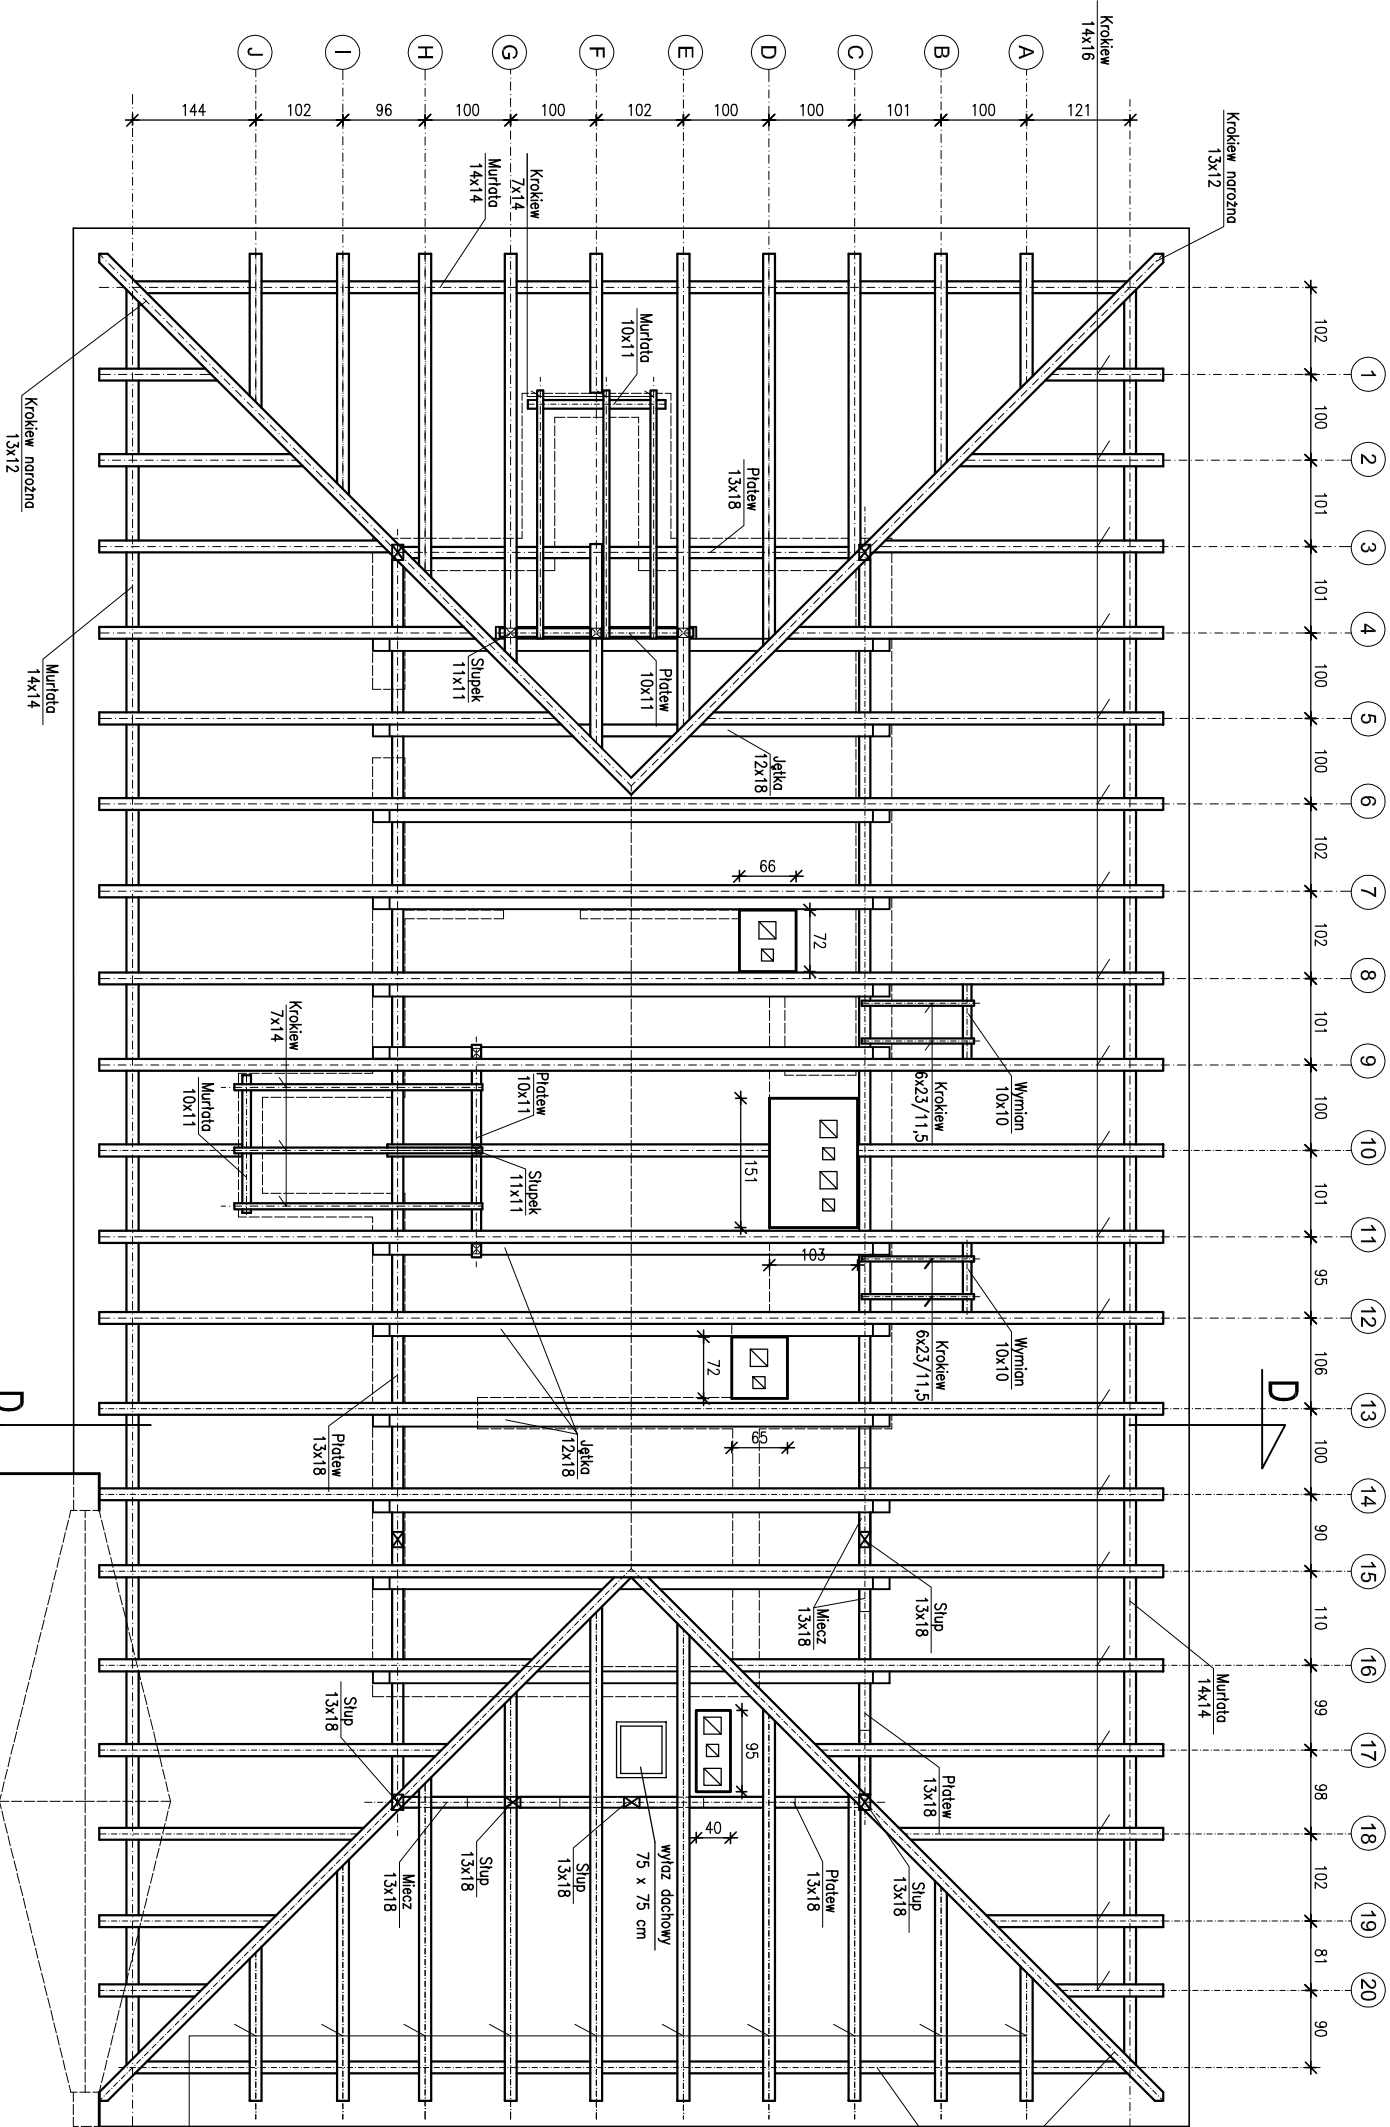 Krokiew
14x16
Krokiew narożna
13x12
J
I
H
G
F
E
D
C
B
A
144
102
96
100
100
102
100
100
101
100
121
Krokiew
7x14
Murłata
14x14
Murłata
10x11
Płatew
13x18
Krokiew narożna
13x12
Murłata
14x14
Słupek
11x11
Płatew
10x11
Jętka
12x18
66
72
Krokiew
7x14
Murłata
10x11
Płatew
10x11
Słupek
11x11
151
103
Krokiew
6x23/11,5
Wymian
10x10
Krokiew
6x23/11,5
Wymian
10x10
72
65
Jętka
12x18
Płatew
13x18
D
D
Miecz
13x18
Słup
13x18
Murłata
14x14
Słup
13x18
95
40
Płatew
13x18
Miecz
13x18
Słup
13x18
Słup
13x18
wyłaz dachowy
75 x 75 cm
Płatew
13x18
Słup
13x18
102
100
101
101
100
100
102
102
101
100
101
95
106
100
90
110
99
98
102
81
90
1
2
3
4
5
6
7
8
9
10
11
12
13
14
15
16
17
18
19
20